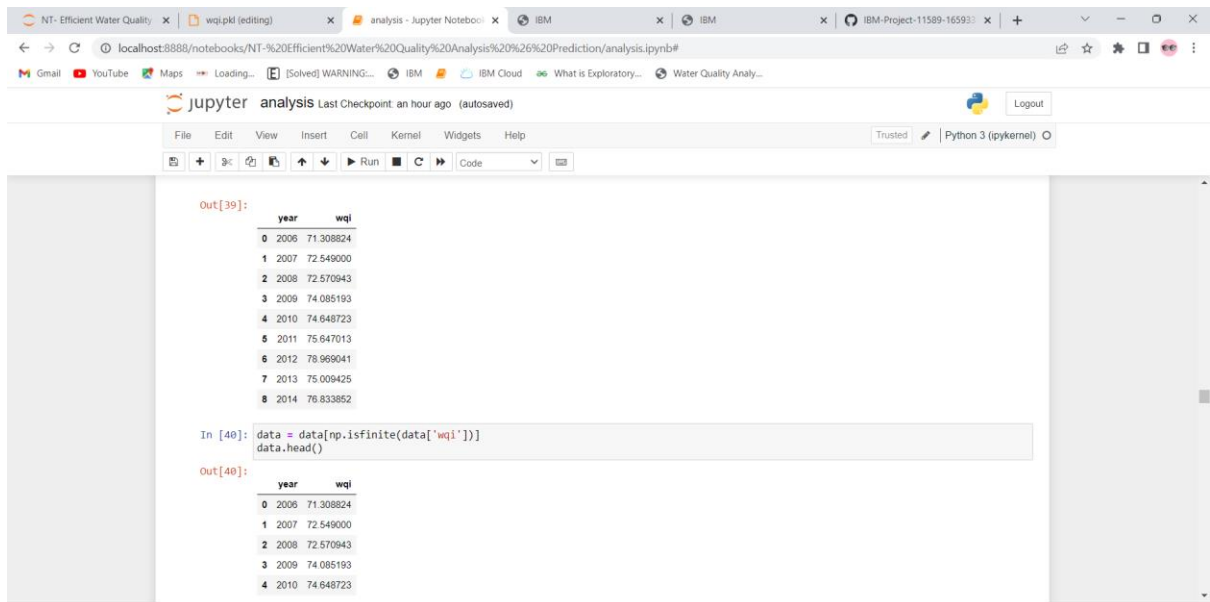 NT- Efficient Water Quality
wqi.pkl (editing)
analysis - Jupyter Notebook
IBM
IBM
IBM-Project-11589-165933
localhost:8888/notebooks/NT-%20Efficient%20Water%20Quality%20Analysis%20%26%20Prediction/analysis.ipynb#
Gmail YouTube Maps Loading... [Solved] WARNING:... IBM IBM Cloud What is Exploratory... Water Quality Analy...
jupyter analysis Last Checkpoint: an hour ago (autosaved)
Logout
File Edit View Insert Cell Kernel Widgets Help
Trusted Python 3 (ipykernel)
Run Code
Out[39]:
year wqi
0 2006 71.308824
1 2007 72.549000
2 2008 72.570943
3 2009 74.085193
4 2010 74.648723
5 2011 75.647013
6 2012 78.969041
7 2013 75.009425
8 2014 76.833852
In [40]: data = data[np.isfinite(data['wqi'])]
data.head()
Out[40]:
year wqi
0 2006 71.308824
1 2007 72.549000
2 2008 72.570943
3 2009 74.085193
4 2010 74.648723